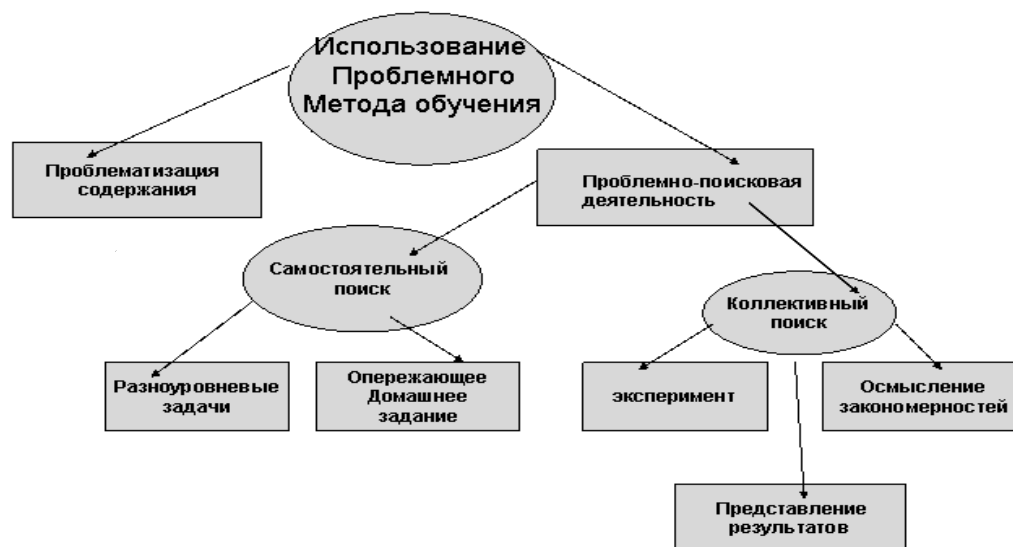 Использование
Проблемного
Метода обучения
Проблематизация
содержания
Проблемно-поисковая
деятельность
Самостоятельный
поиск
Коллективный
поиск
Разноуровневые
задачи
Опережающее
Домашнее
задание
эксперимент
Осмысление
закономерностей
Представление
результатов